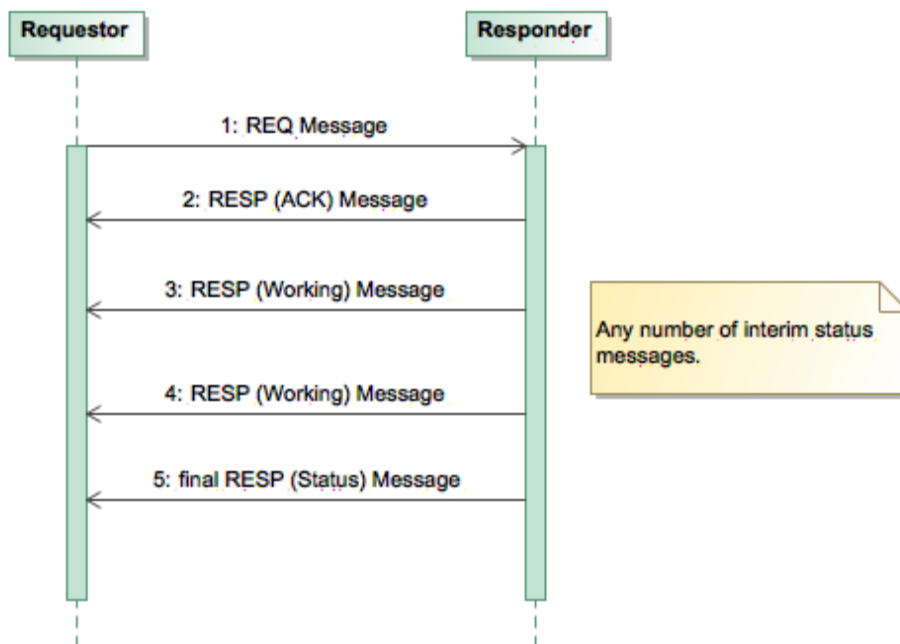 Requestor
Responder
1: REQ Message
2: RESP (ACK) Message
3: RESP (Working) Message
Any number of interim status
messages.
4: RESP (Working) Message
5: final RESP (Status) Message